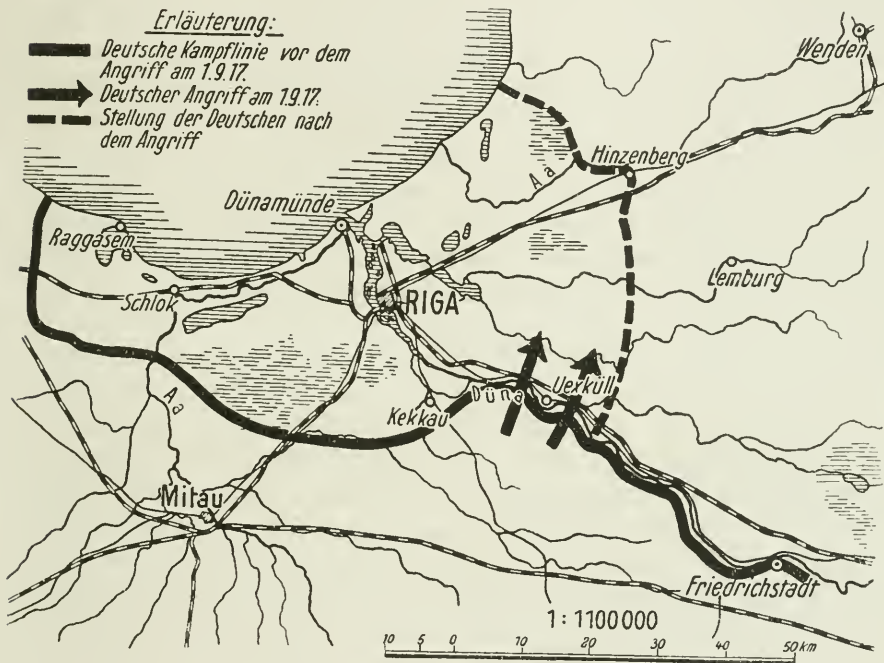 Erläuterung:
Deutsche Kampflinie vor dem
Angriff am 1.9.17.
Deutscher Angriff am 1.9.17.
Stellung der Deutschen nach
dem Angriff
Wenden
Hinzenberg
Aa
Dünamünde
Raggasem
Lemburg
Schlok
RIGA
Uexküll
Düna
Aa
Kekkau
Mitau
Friedrichstadt
1:1100000
10 5 0 10 20 30 40 50 km